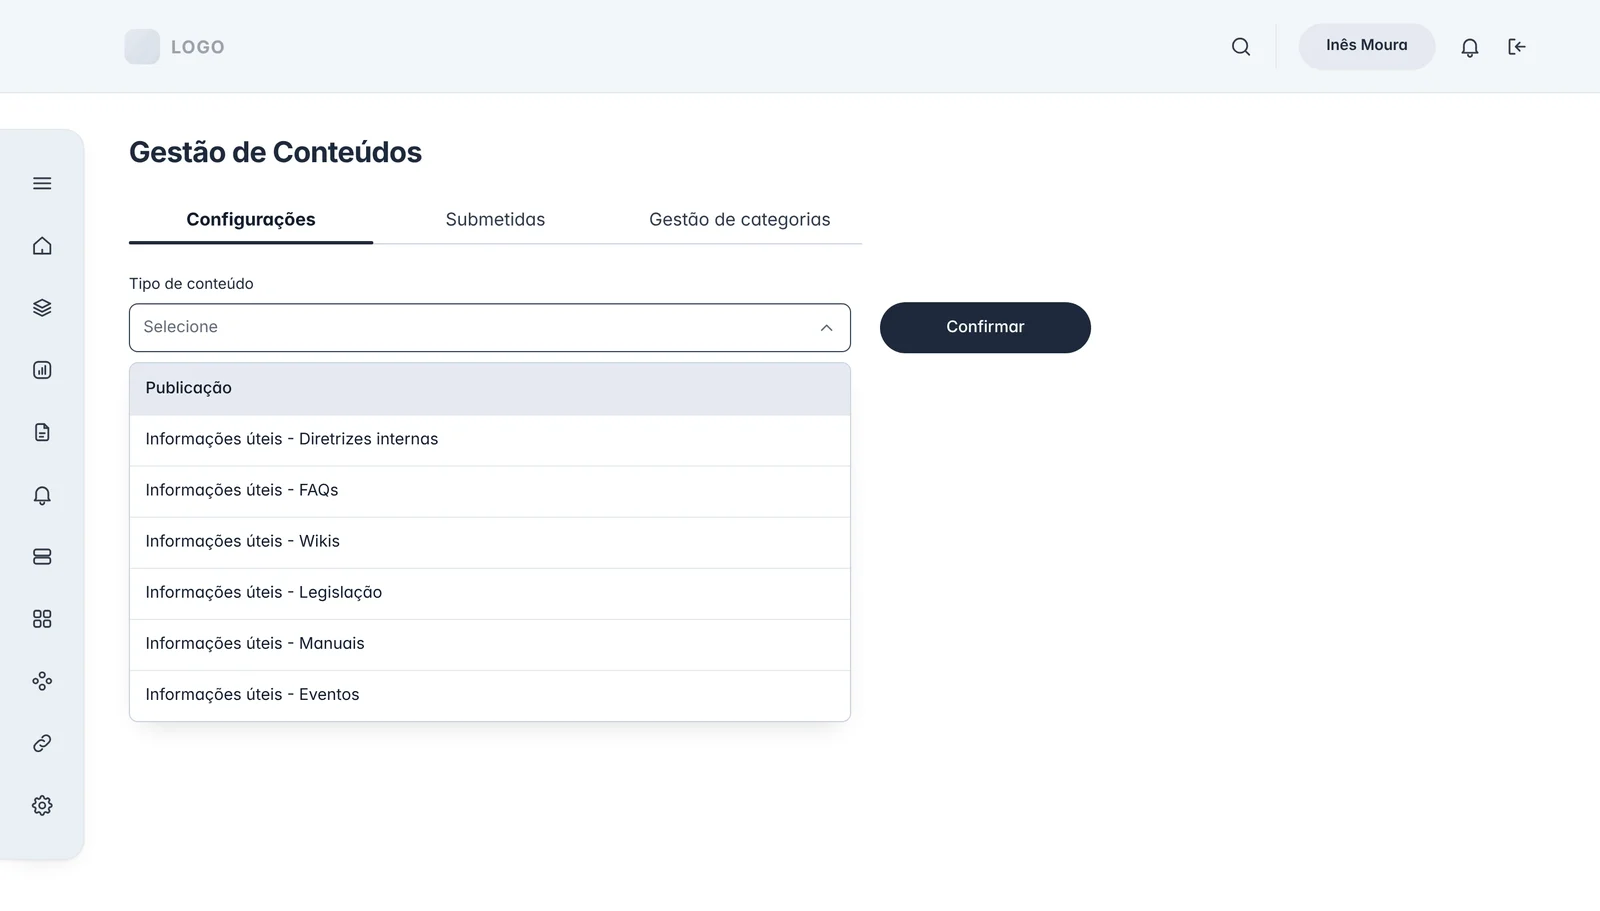 LOGO
Inês Moura
Gestão de Conteúdos
Configurações
Submetidas
Gestão de categorias
Tipo de conteúdo
Selecione
Confirmar
Publicação
Informações úteis - Diretrizes internas
Informações úteis - FAQs
Informações úteis - Wikis
Informações úteis - Legislação
Informações úteis - Manuais
Informações úteis - Eventos